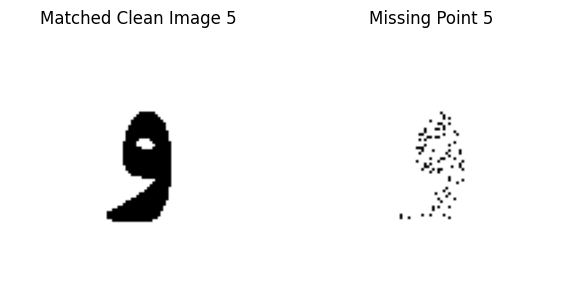 Matched Clean Image 5 Missing Point 5
و